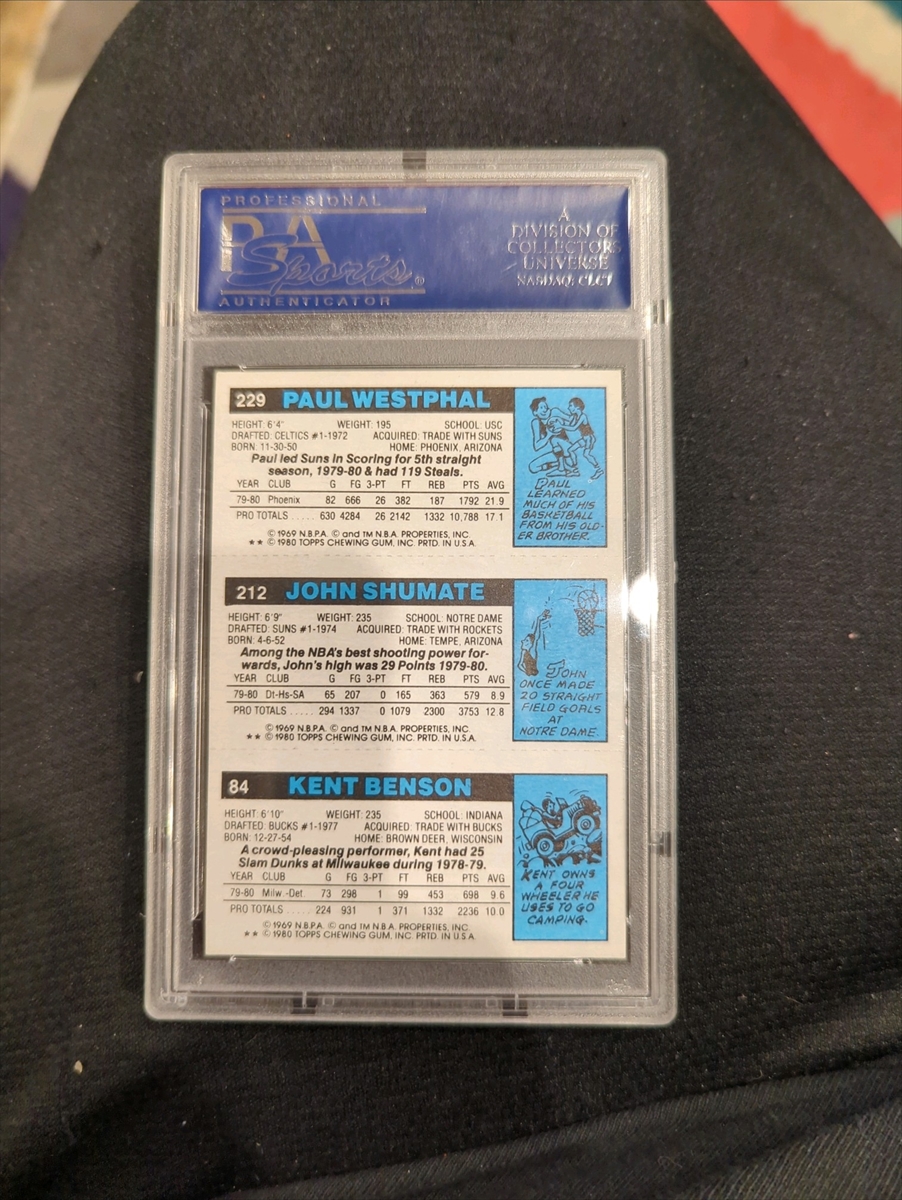 PROFESSIONAL
PSA
Sports®
AUTHENTICATOR
A
DIVISION OF
COLLECTORS
UNIVERSE
NASDAQ: CLCT
229 PAUL WESTPHAL
HEIGHT: 6'4" WEIGHT: 195 SCHOOL: USC
DRAFTED: CELTICS #1-1972 ACQUIRED: TRADE WITH SUNS
BORN: 11-30-50 HOME: PHOENIX, ARIZONA
Paul led Suns in Scoring for 5th straight
season, 1979-80 & had 119 Steals.
YEAR CLUB G FG 3-PT FT REB PTS AVG
79-80 Phoenix 82 666 26 382 187 1792 21.9
PRO TOTALS ..... 630 4284 26 2142 1332 10,788 17.1
© 1969 N.B.P.A. © and TM N.B.A. PROPERTIES, INC.
★★ © 1980 TOPPS CHEWING GUM, INC. PRTD. IN U.S.A.
PAUL
LEARNED
MUCH OF HIS
BASKETBALL
FROM HIS OLD-
ER BROTHER.
212 JOHN SHUMATE
HEIGHT: 6'9" WEIGHT: 235 SCHOOL: NOTRE DAME
DRAFTED: SUNS #1-1974 ACQUIRED: TRADE WITH ROCKETS
BORN: 4-6-52 HOME: TEMPE, ARIZONA
Among the NBA's best shooting power for-
wards, John's high was 29 Points 1979-80.
YEAR CLUB G FG 3-PT FT REB PTS AVG
79-80 Dt-Hs-SA 65 207 0 165 363 579 8.9
PRO TOTALS ..... 294 1337 0 1079 2300 3753 12.8
© 1969 N.B.P.A. © and TM N.B.A. PROPERTIES, INC.
★★ © 1980 TOPPS CHEWING GUM, INC. PRTD. IN U.S.A.
JOHN
ONCE MADE
20 STRAIGHT
FIELD GOALS
AT
NOTRE DAME.
84 KENT BENSON
HEIGHT: 6'10" WEIGHT: 235 SCHOOL: INDIANA
DRAFTED: BUCKS #1-1977 ACQUIRED: TRADE WITH BUCKS
BORN: 12-27-54 HOME: BROWN DEER, WISCONSIN
A crowd-pleasing performer, Kent had 25
Slam Dunks at Milwaukee during 1978-79.
YEAR CLUB G FG 3-PT FT REB PTS AVG
79-80 Milw.-Det. 73 298 1 99 453 698 9.6
PRO TOTALS ..... 224 931 1 371 1332 2236 10.0
© 1969 N.B.P.A. © and TM N.B.A. PROPERTIES, INC.
★★ © 1980 TOPPS CHEWING GUM, INC. PRTD. IN U.S.A.
KENT OWNS
A FOUR
WHEELER HE
USES TO GO
CAMPING.